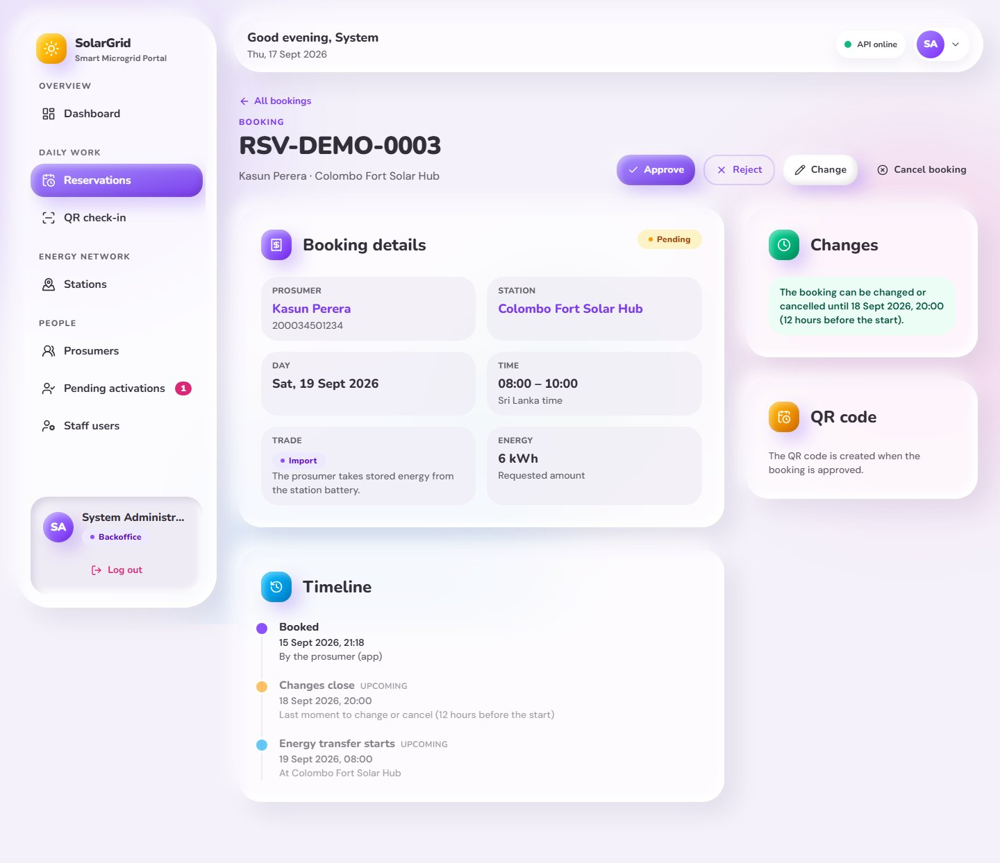 SolarGrid
Smart Microgrid Portal
OVERVIEW
Dashboard
DAILY WORK
Reservations
QR check-in
ENERGY NETWORK
Stations
PEOPLE
Prosumers
Pending activations 1
Staff users
SA
System Administr...
Backoffice
Log out
Good evening, System
Thu, 17 Sept 2026
API online
SA
All bookings
BOOKING
RSV-DEMO-0003
Kasun Perera · Colombo Fort Solar Hub
Approve
Reject
Change
Cancel booking
Booking details
Pending
PROSUMER
Kasun Perera
200034501234
STATION
Colombo Fort Solar Hub
DAY
Sat, 19 Sept 2026
TIME
08:00 – 10:00
Sri Lanka time
TRADE
Import
The prosumer takes stored energy from
the station battery.
ENERGY
6 kWh
Requested amount
Timeline
Booked
15 Sept 2026, 21:18
By the prosumer (app)
Changes close UPCOMING
18 Sept 2026, 20:00
Last moment to change or cancel (12 hours before the start)
Energy transfer starts UPCOMING
19 Sept 2026, 08:00
At Colombo Fort Solar Hub
Changes
The booking can be changed or
cancelled until 18 Sept 2026, 20:00
(12 hours before the start).
QR code
The QR code is created when the
booking is approved.